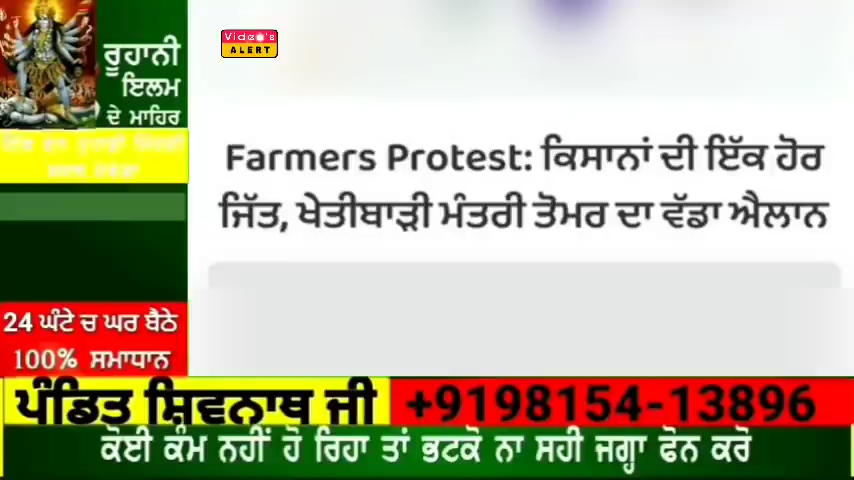 ਰੂਹਾਨੀ
ਇਲਮ
ਦੇ ਮਾਹਿਰ
Video's
ALERT
Farmers Protest: ਕਿਸਾਨਾਂ ਦੀ ਇੱਕ ਹੋਰ
ਜਿੱਤ, ਖੇਤੀਬਾੜੀ ਮੰਤਰੀ ਤੋਮਰ ਦਾ ਵੱਡਾ ਐਲਾਨ
24 ਘੰਟੇ ਚ ਘਰ ਬੈਠੇ
100% ਸਮਾਧਾਨ
ਪੰਡਿਤ ਸ਼ਿਵਨਾਥ ਜੀ +9198154-13896
ਕੋਈ ਕੰਮ ਨਹੀਂ ਹੋ ਰਿਹਾ ਤਾਂ ਭਟਕੋ ਨਾ ਸਹੀ ਜਗ੍ਹਾ ਫੋਨ ਕਰੋ